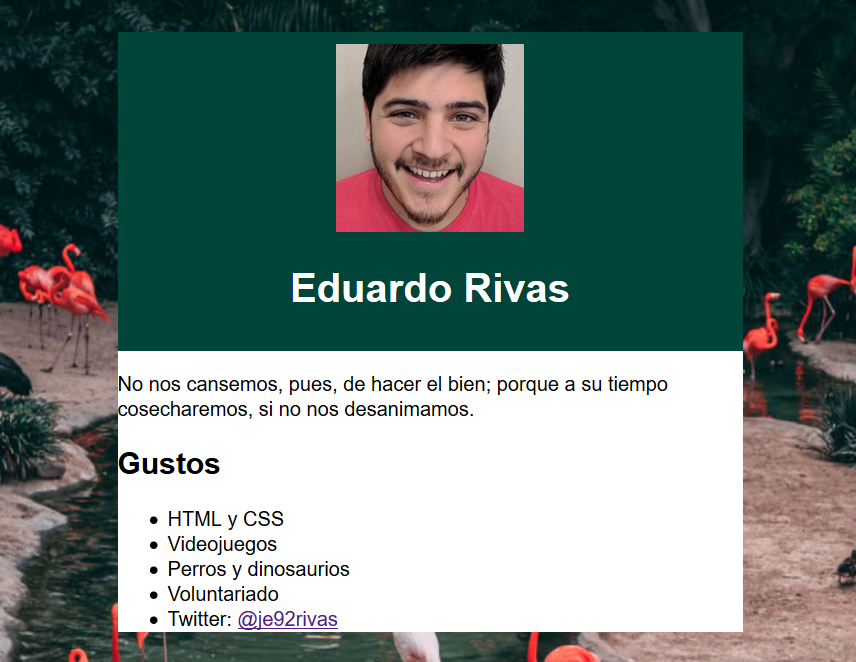 Eduardo Rivas
No nos cansemos, pues, de hacer el bien; porque a su tiempo
cosecharemos, si no nos desanimamos.
Gustos
HTML y CSS
Videojuegos
Perros y dinosaurios
Voluntariado
Twitter: @je92rivas